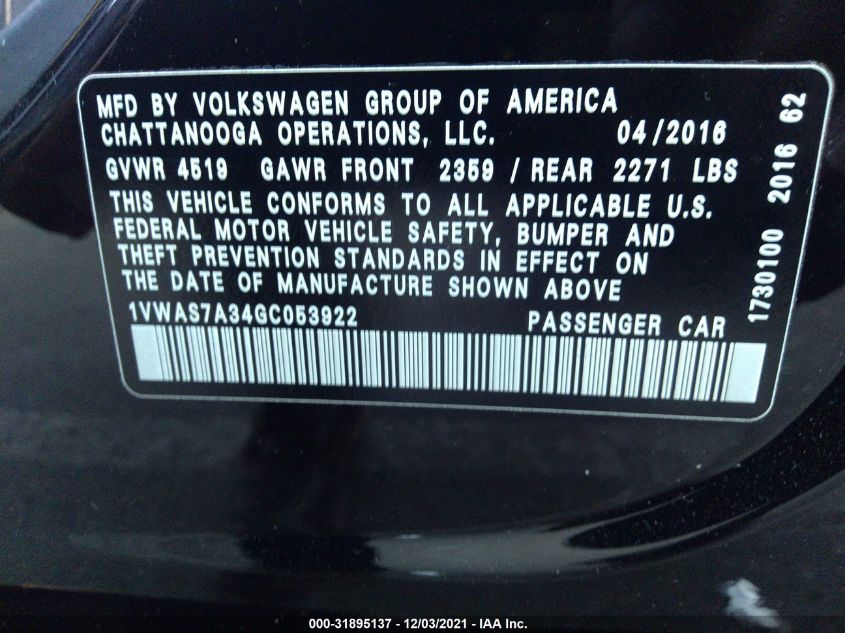 MFD BY VOLKSWAGEN GROUP OF AMERICA
CHATTANOOGA OPERATIONS, LLC. 04/2016
GVWR 4519 GAWR FRONT 2359 / REAR 2271 LBS
THIS VEHICLE CONFORMS TO ALL APPLICABLE U.S.
FEDERAL MOTOR VEHICLE SAFETY, BUMPER AND
THEFT PREVENTION STANDARDS IN EFFECT ON
THE DATE OF MANUFACTURE SHOWN ABOVE
1VWAS7A34GC053922 PASSENGER CAR
1730100 2016 62
000-31895137 - 12/03/2021 - IAA Inc.